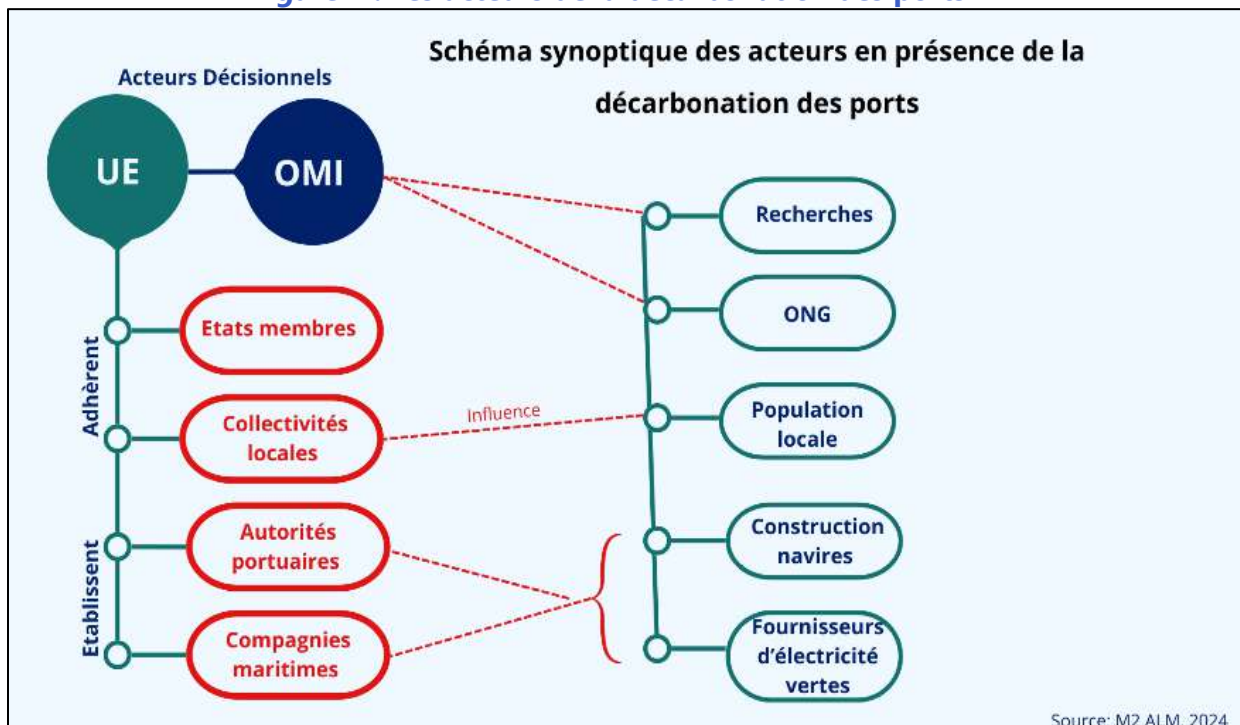 Schéma synoptique des acteurs en présence de la
décarbonation des ports
Acteurs Décisionnels
UE
OMI
Adhèrent
Etats membres
Collectivités
locales
Etablissent
Autorités
portuaires
Compagnies
maritimes
Influence
Recherches
ONG
Population
locale
Construction
navires
Fournisseurs
d'électricité
vertes
Source: M2 ALM, 2024